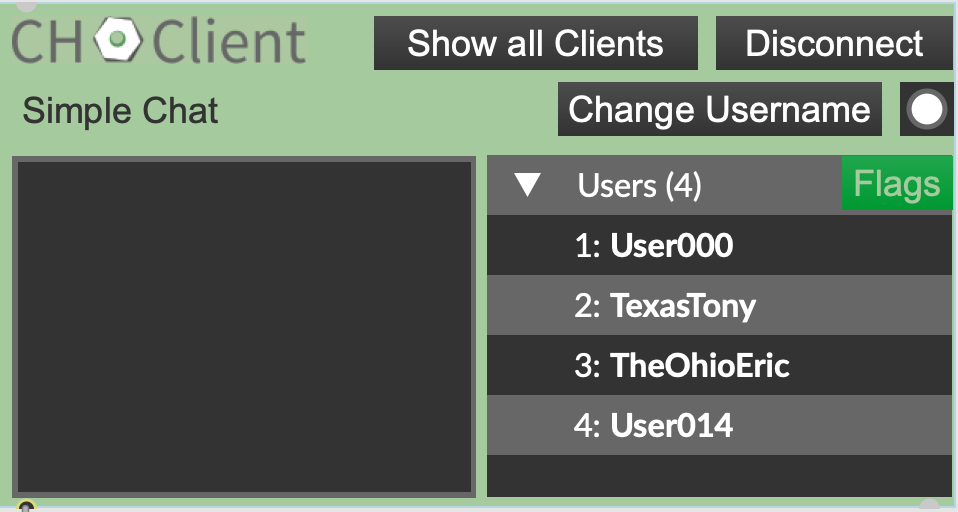 CH Client
Show all Clients
Disconnect
Simple Chat
Change Username
Users (4)
Flags
1: User000
2: TexasTony
3: TheOhioEric
4: User014